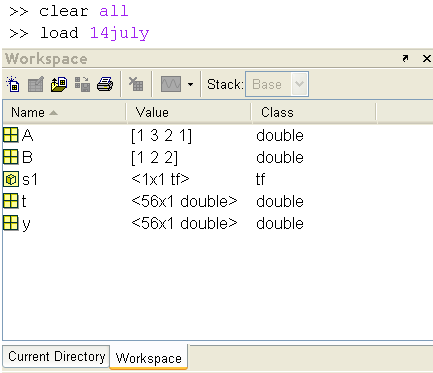 >> clear all
>> load 14july
Workspace
Stack: Base
Name Value Class
A [1 3 2 1] double
B [1 2 2] double
s1 <1x1 tf> tf
t <56x1 double> double
y <56x1 double> double
Current Directory Workspace